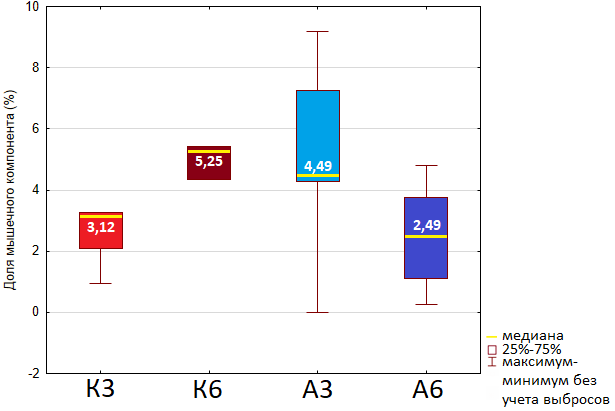 10
8
6
4
2
0
-2
Доля мышечного компонента (%)
3,12
5,25
4,49
2,49
К3
К6
А3
А6
медиана
25%-75%
максимум-
минимум без
учета выбросов